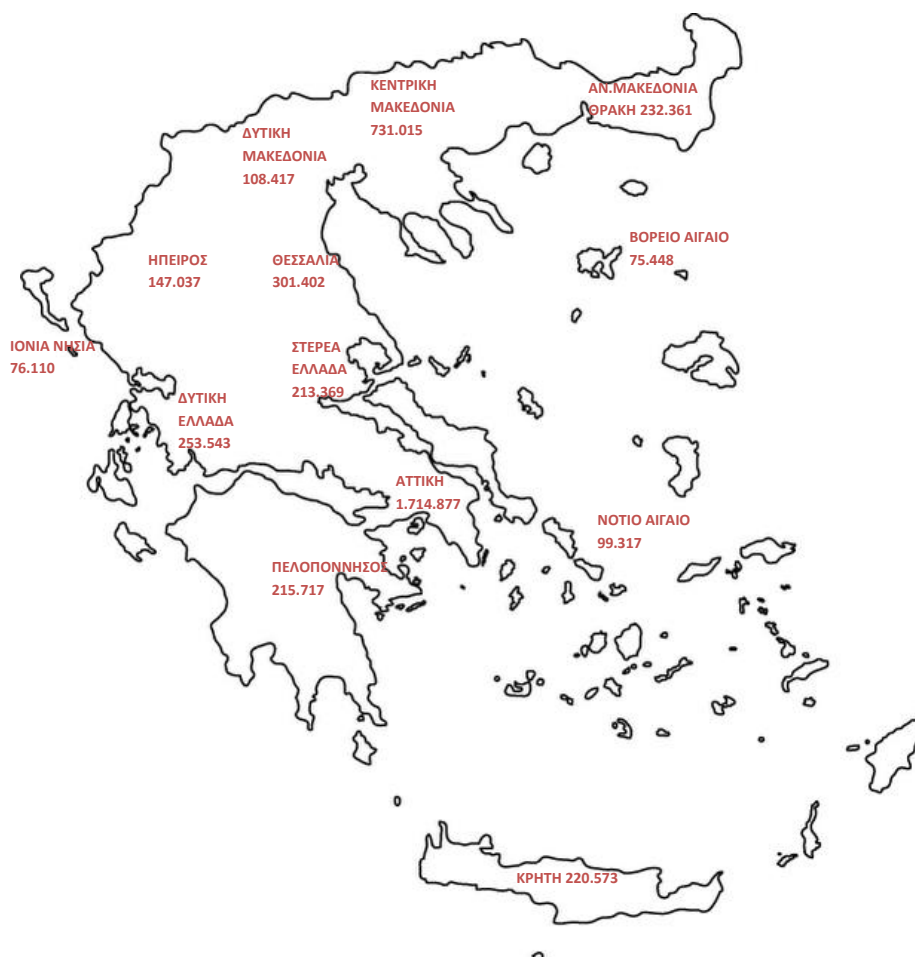 ΚΕΝΤΡΙΚΗ
ΜΑΚΕΔΟΝΙΑ
731.015
ΑΝ.ΜΑΚΕΔΟΝΙΑ
ΘΡΑΚΗ 232.361
ΔΥΤΙΚΗ
ΜΑΚΕΔΟΝΙΑ
108.417
ΗΠΕΙΡΟΣ
147.037
ΘΕΣΣΑΛΙΑ
301.402
ΒΟΡΕΙΟ ΑΙΓΑΙΟ
75.448
ΙΟΝΙΑ ΝΗΣΙΑ
76.110
ΣΤΕΡΕΑ
ΕΛΛΑΔΑ
213.369
ΔΥΤΙΚΗ
ΕΛΛΑΔΑ
253.543
ΑΤΤΙΚΗ
1.714.877
ΝΟΤΙΟ ΑΙΓΑΙΟ
99.317
ΠΕΛΟΠΟΝΝΗΣΟΣ
215.717
ΚΡΗΤΗ 220.573